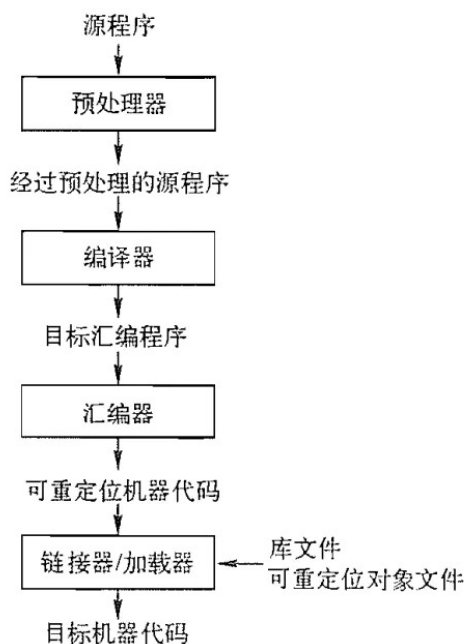 源程序
预处理器
经过预处理的源程序
编译器
目标汇编程序
汇编器
可重定位机器代码
链接器/加载器
库文件
可重定位对象文件
目标机器代码